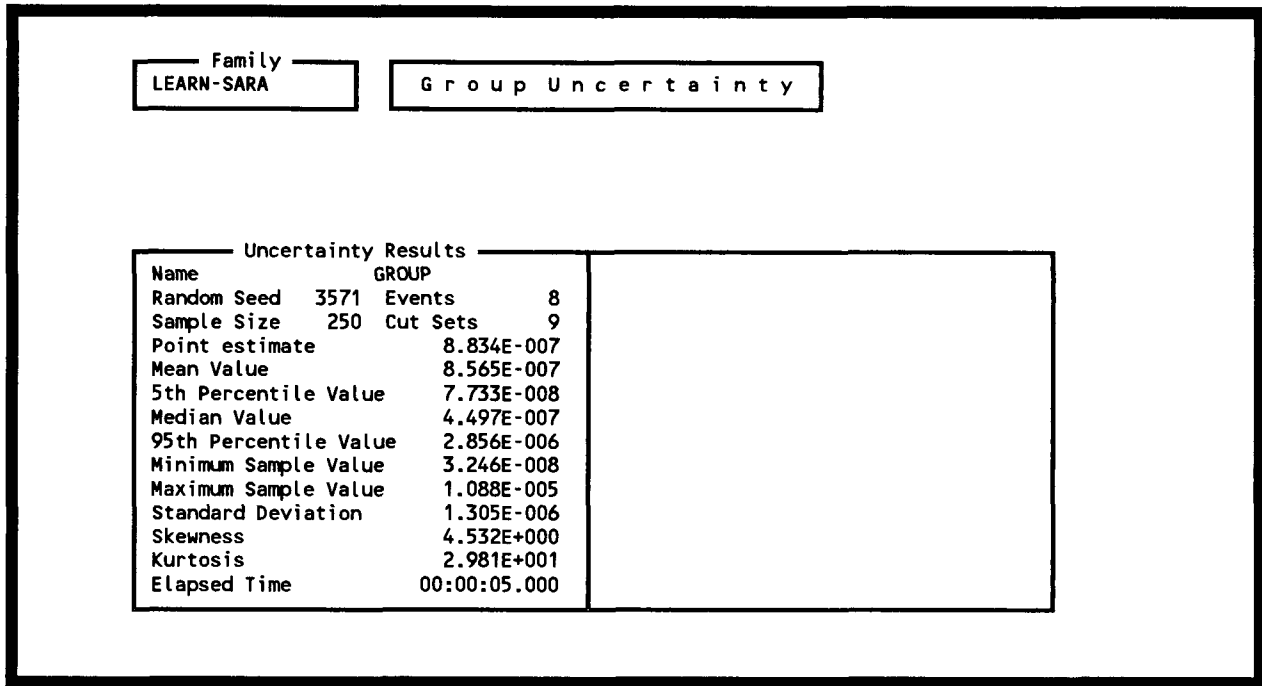 Family
LEARN-SARA
Group Uncertainty
Uncertainty Results
Name GROUP
Random Seed 3571 Events 8
Sample Size 250 Cut Sets 9
Point estimate 8.834E-007
Mean Value 8.565E-007
5th Percentile Value 7.733E-008
Median Value 4.497E-007
95th Percentile Value 2.856E-006
Minimum Sample Value 3.246E-008
Maximum Sample Value 1.088E-005
Standard Deviation 1.305E-006
Skewness 4.532E+000
Kurtosis 2.981E+001
Elapsed Time 00:00:05.000